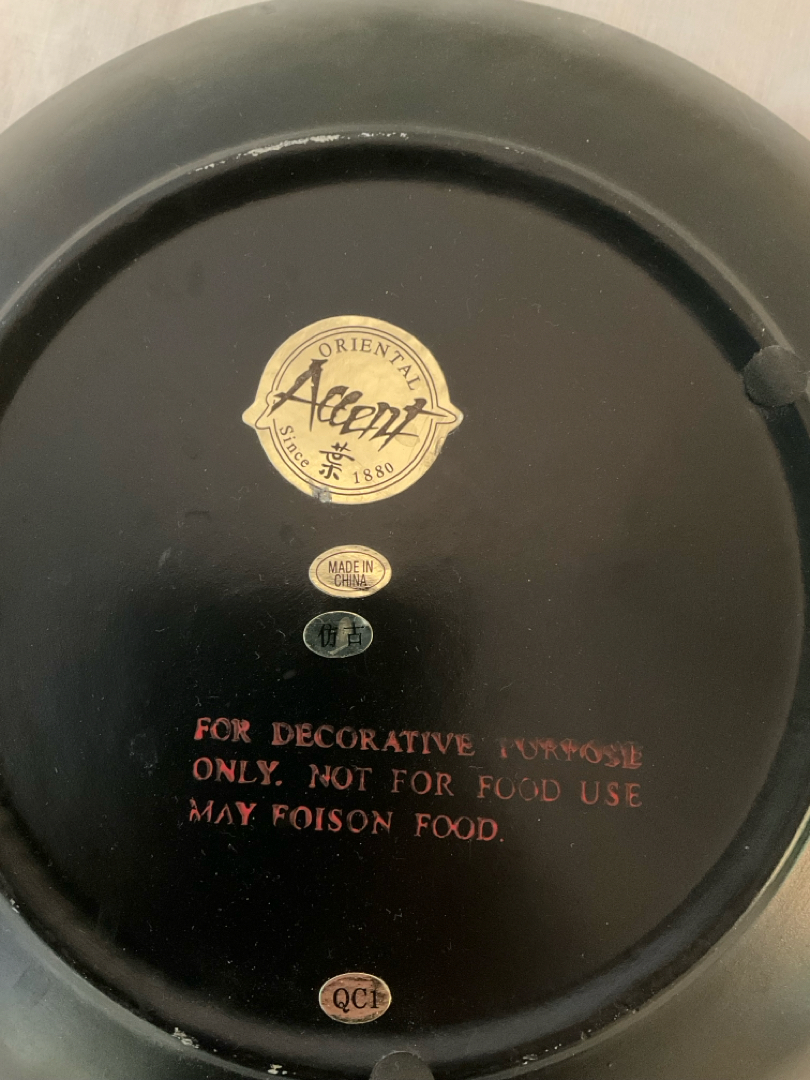 ORIENTAL
Accent
Since 葉 1880
MADE IN
CHINA
仿古
FOR DECORATIVE PURPOSE
ONLY. NOT FOR FOOD USE
MAY POISON FOOD.
QC1